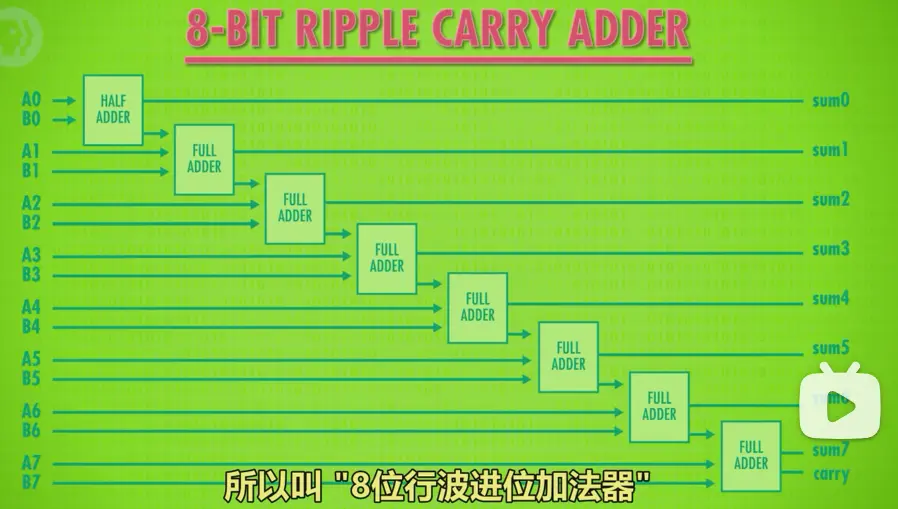 8-BIT RIPPLE CARRY ADDER
A0
B0
HALF
ADDER
sum0
A1
B1
FULL
ADDER
sum1
A2
B2
FULL
ADDER
sum2
A3
B3
FULL
ADDER
sum3
A4
B4
FULL
ADDER
sum4
A5
B5
FULL
ADDER
sum5
A6
B6
FULL
ADDER
A7
B7
FULL
ADDER
sum7
carry
所以叫 "8位行波进位加法器"